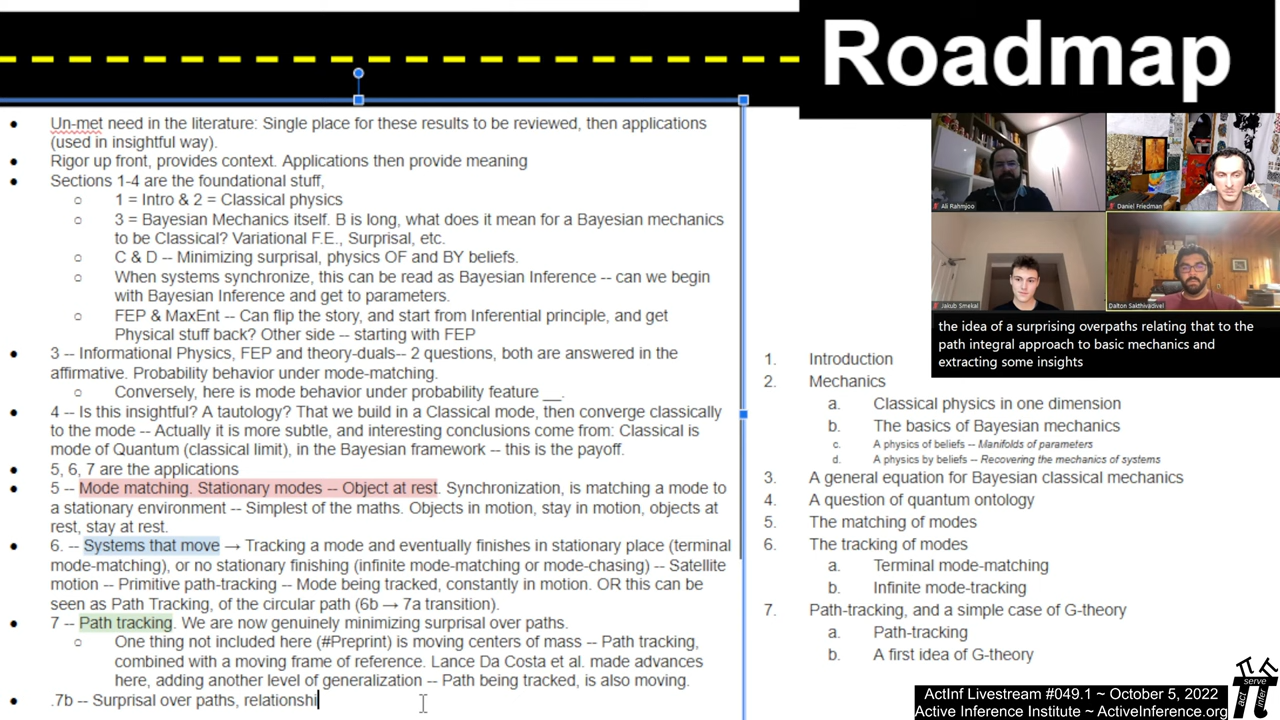 Roadmap
Un-met need in the literature: Single place for these results to be reviewed, then applications
(used in insightful way).
Rigor up front, provides context. Applications then provide meaning
Sections 1-4 are the foundational stuff,
1 = Intro & 2 = Classical physics
3 = Bayesian Mechanics itself. B is long, what does it mean for a Bayesian mechanics
to be Classical? Variational F.E., Surprisal, etc.
C & D -- Minimizing surprisal, physics OF and BY beliefs.
When systems synchronize, this can be read as Bayesian Inference -- can we begin
with Bayesian Inference and get to parameters.
FEP & MaxEnt -- Can flip the story, and start from Inferential principle, and get
Physical stuff back? Other side -- starting with FEP
3 -- Informational Physics, FEP and theory-duals-- 2 questions, both are answered in the
affirmative. Probability behavior under mode-matching.
Conversely, here is mode behavior under probability feature __.
4 -- Is this insightful? A tautology? That we build in a Classical mode, then converge classically
to the mode -- Actually it is more subtle, and interesting conclusions come from: Classical is
mode of Quantum (classical limit), in the Bayesian framework -- this is the payoff.
5, 6, 7 are the applications
5 -- Mode matching. Stationary modes -- Object at rest. Synchronization, is matching a mode to
a stationary environment -- Simplest of the maths. Objects in motion, stay in motion, objects at
rest, stay at rest.
6. -- Systems that move → Tracking a mode and eventually finishes in stationary place (terminal
mode-matching), or no stationary finishing (infinite mode-matching or mode-chasing) -- Satellite
motion -- Primitive path-tracking -- Mode being tracked, constantly in motion. OR this can be
seen as Path Tracking, of the circular path (6b → 7a transition).
7 -- Path tracking. We are now genuinely minimizing surprisal over paths.
One thing not included here (#Preprint) is moving centers of mass -- Path tracking,
combined with a moving frame of reference. Lance Da Costa et al. made advances
here, adding another level of generalization -- Path being tracked, is also moving.
.7b -- Surprisal over paths, relationshi
Ali Rahmjoo
Daniel Friedman
Jakub Smekal
Dalton Sakthivadivel
the idea of a surprising overpaths relating that to the
path integral approach to basic mechanics and
extracting some insights
1. Introduction
2. Mechanics
a. Classical physics in one dimension
b. The basics of Bayesian mechanics
c. A physics of beliefs -- Manifolds of parameters
d. A physics by beliefs -- Recovering the mechanics of systems
3. A general equation for Bayesian classical mechanics
4. A question of quantum ontology
5. The matching of modes
6. The tracking of modes
a. Terminal mode-matching
b. Infinite mode-tracking
7. Path-tracking, and a simple case of G-theory
a. Path-tracking
b. A first idea of G-theory
ActInf Livestream #049.1 ~ October 5, 2022
Active Inference Institute ~ ActiveInference.org
serve
act
infer